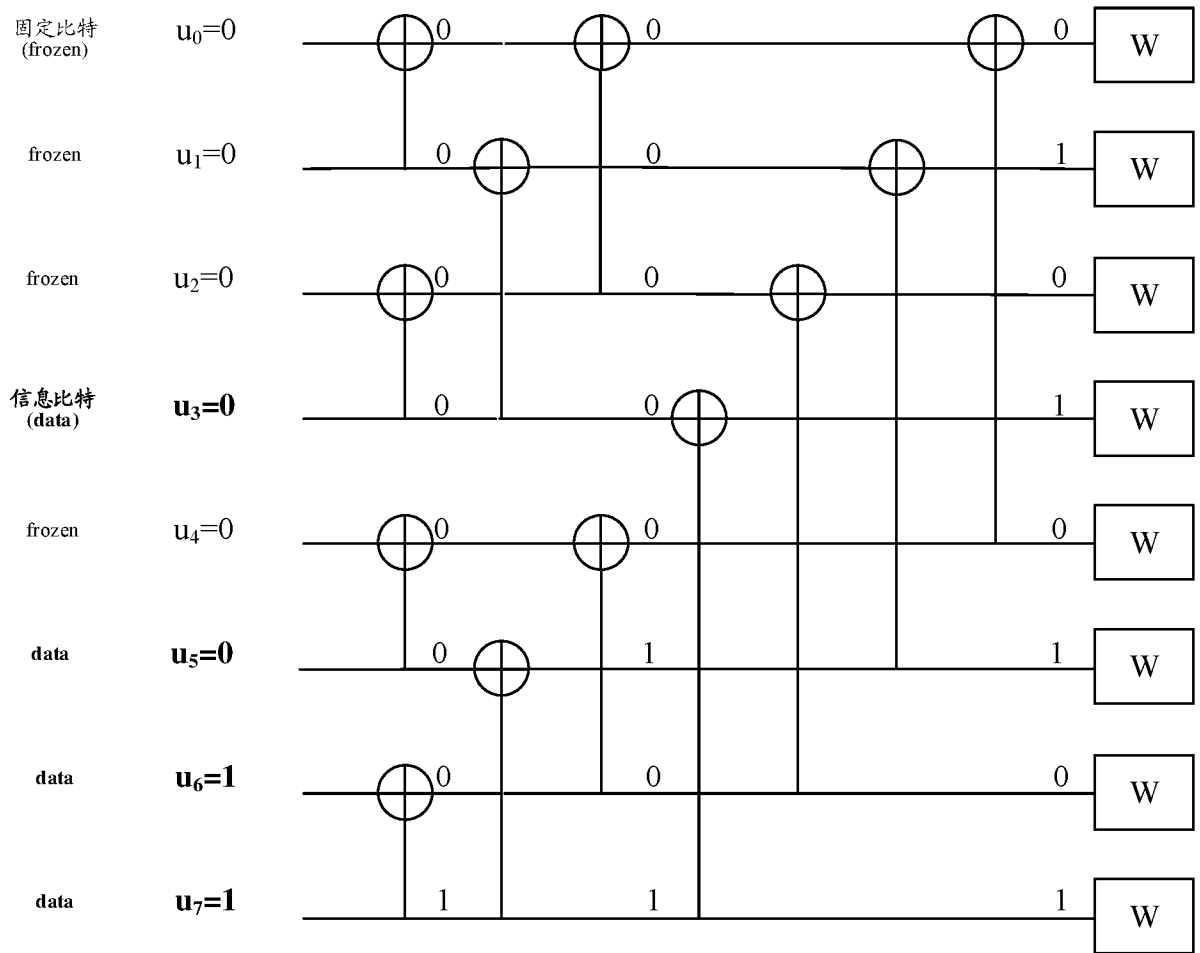 固定比特 u₀=0 0 0 0 W
(frozen)
frozen u₁=0 0 0 1 W
frozen u₂=0 0 0 0 W
信息比特 u₃=0 0 0 1 W
(data)
frozen u₄=0 0 0 0 W
data u₅=0 0 1 1 W
data u₆=1 0 0 0 W
data u₇=1 1 1 1 W